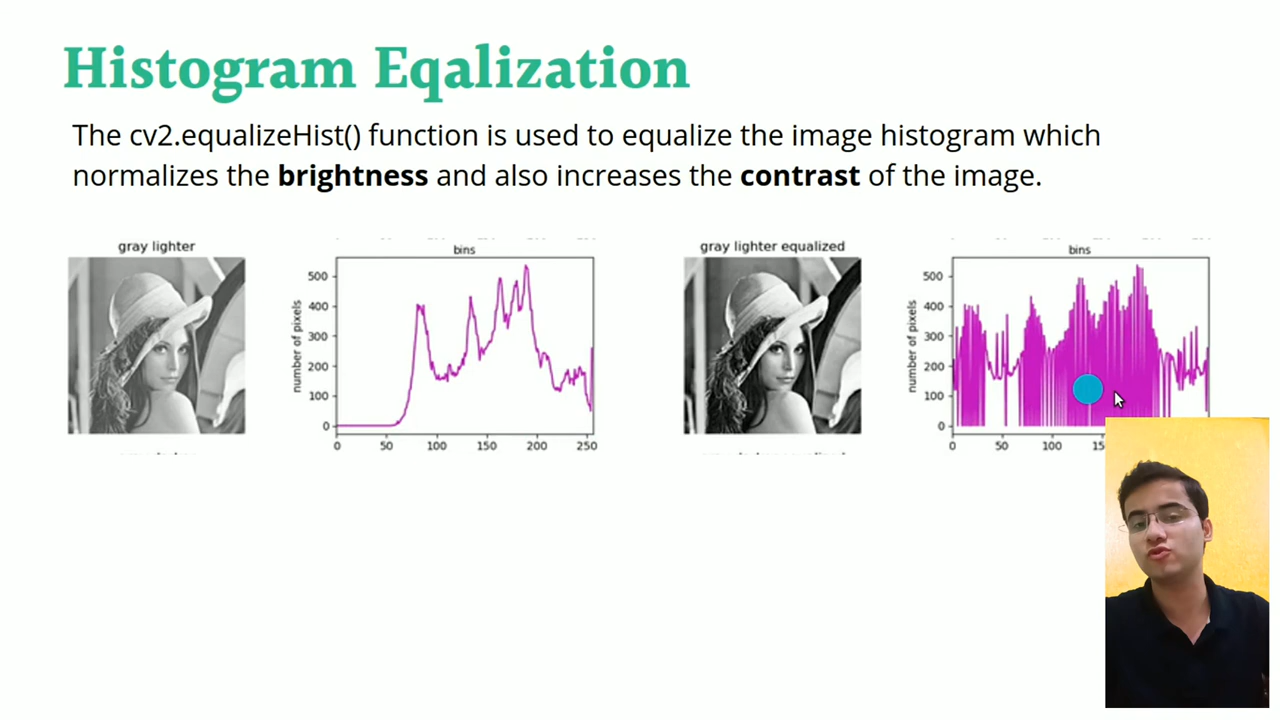 Histogram Eqalization
The cv2.equalizeHist() function is used to equalize the image histogram which
normalizes the brightness and also increases the contrast of the image.
gray lighter
bins
gray lighter equalized
bins
number of pixels
500
400
300
200
100
0
0 50 100 150 200 250
number of pixels
500
400
300
200
100
0
0 50 100